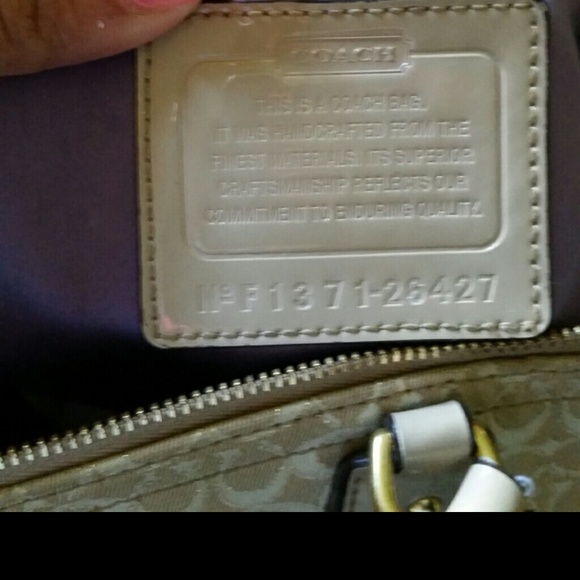 COACH
THIS IS A COACH BAG.
IT WAS HANDCRAFTED FROM THE
FINEST MATERIALS. ITS SUPERIOR
CRAFTSMANSHIP REFLECTS OUR
COMMITMENT TO ENDURING QUALITY.
Nº F1371-26427